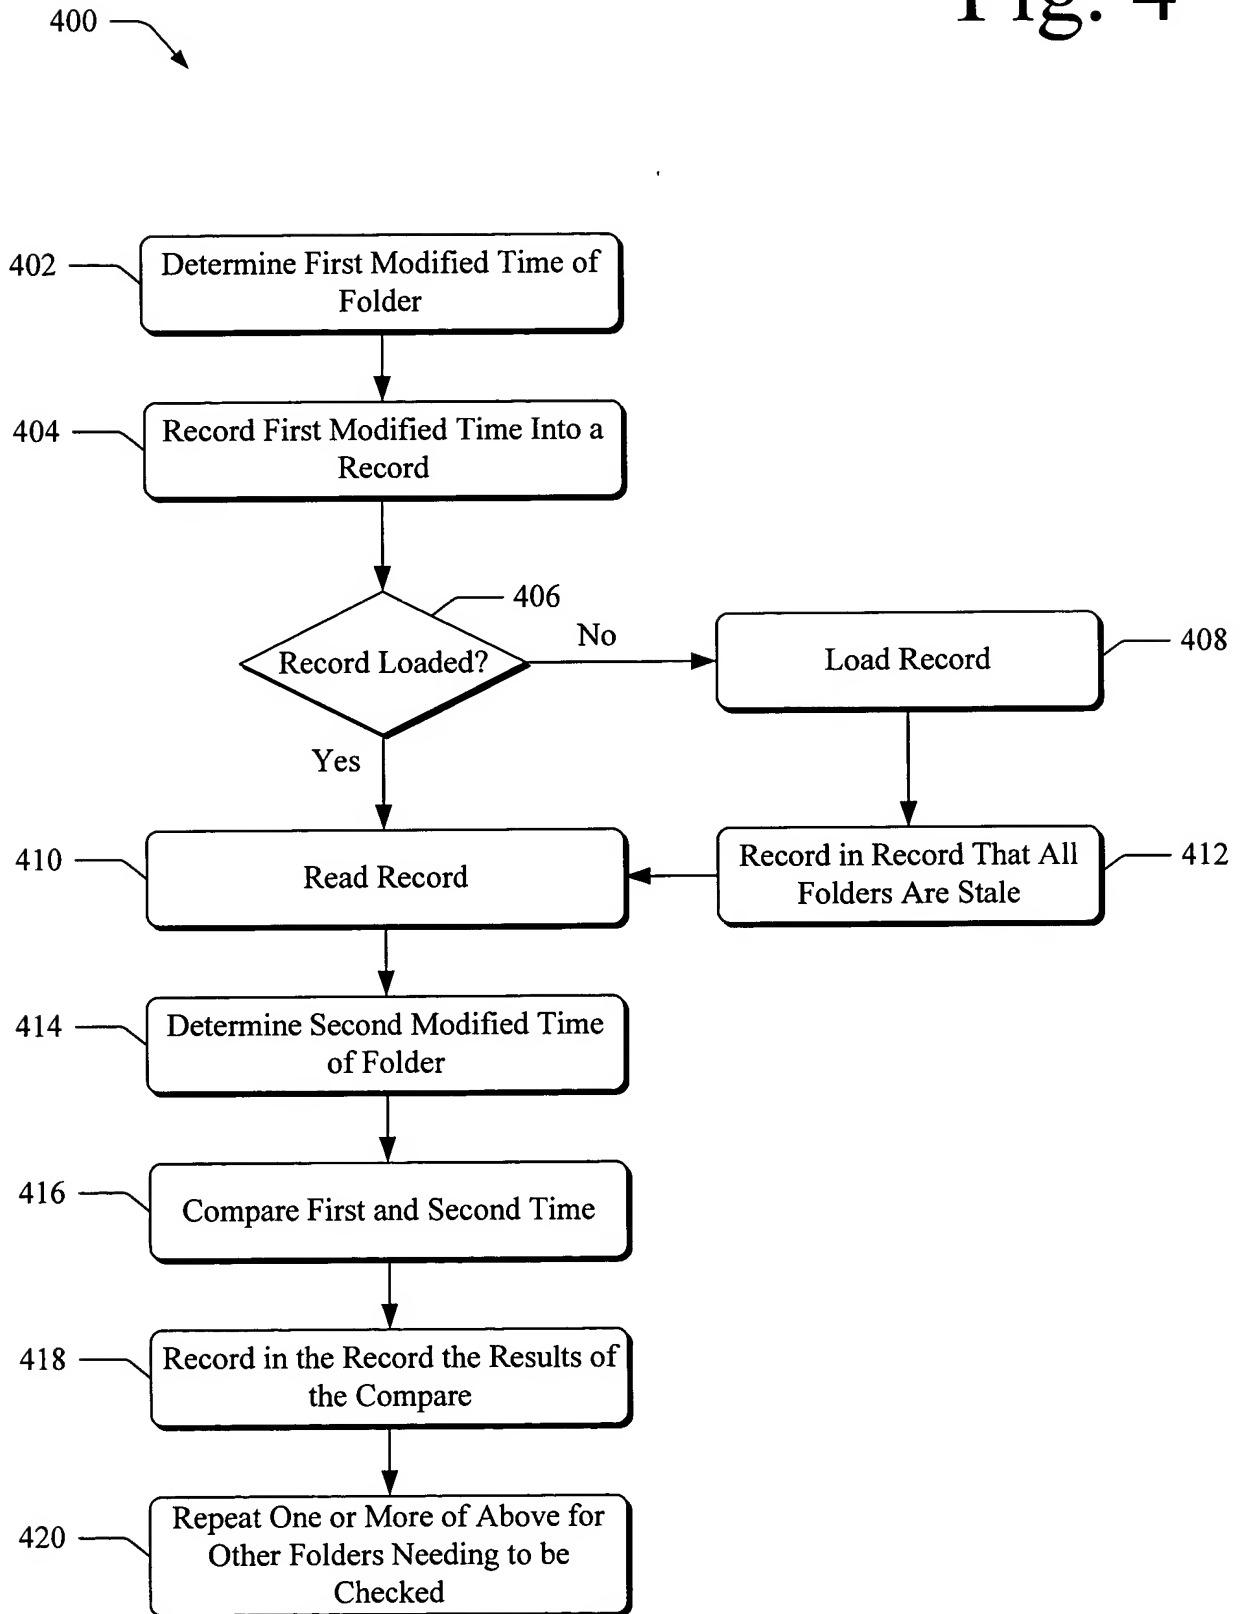 400
Fig. 4
402
Determine First Modified Time of
Folder
404
Record First Modified Time Into a
Record
406
Record Loaded?
No
408
Load Record
Yes
410
Read Record
412
Record in Record That All
Folders Are Stale
414
Determine Second Modified Time
of Folder
416
Compare First and Second Time
418
Record in the Record the Results of
the Compare
420
Repeat One or More of Above for
Other Folders Needing to be
Checked